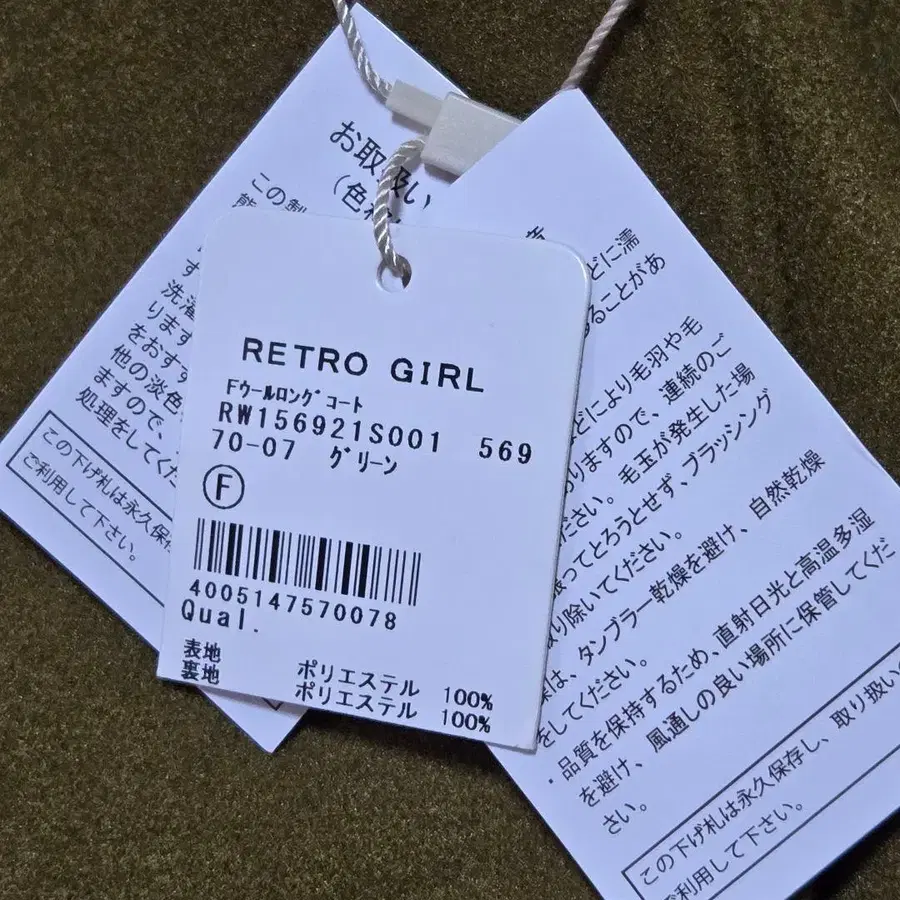 お取扱い
(色
この製
す
洗濯
ります
をおすす
他の淡色
ますので、
処理をしてくだ
この下げ札は永久保存
ご利用して下さい。
RETRO GIRL
Fウールロングコート
RW156921S001 569
70-07 グリーン
F
4005147570078
Qual.
表地 ポリエステル 100%
裏地 ポリエステル 100%
どに濡
ることがあ
どにより毛羽や毛
ありますので、連続のご
ださい。毛玉が発生した場
張ってとろうとせず、ブラッシング
り除いてください。
は、タンブラー乾燥を避け、自然乾燥
をしてください。
・品質を保持するため、直射日光と高温多湿
を避け、風通しの良い場所に保管してくだ
さい。
この下げ札は永久保存し、取り扱い
ご利用して下さい。